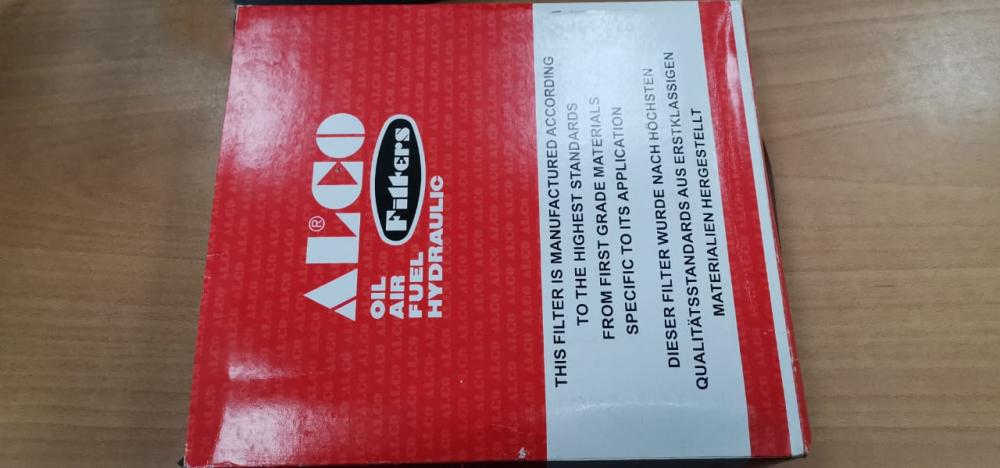 ALCO®
Filters
OIL
AIR
FUEL
HYDRAULIC
THIS FILTER IS MANUFACTURED ACCORDING
TO THE HIGHEST STANDARDS
FROM FIRST GRADE MATERIALS
SPECIFIC TO ITS APPLICATION
DIESER FILTER WURDE NACH HÖCHSTEN
QUALITÄTSSTANDARDS AUS ERSTKLASSIGEN
MATERIALIEN HERGESTELLT